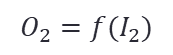 O₂ = f(I₂)